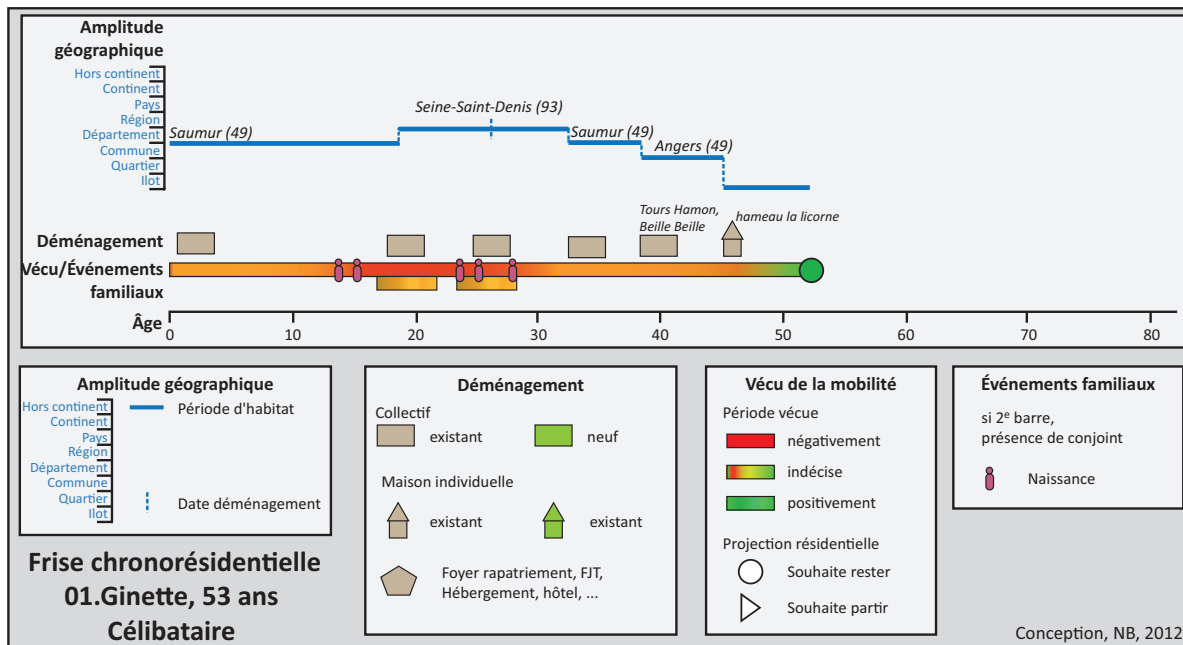 Amplitude
géographique
Hors continent
Continent
Pays
Région
Département
Commune
Quartier
Ilot
Saumur (49)
Seine-Saint-Denis (93)
Saumur (49)
Angers (49)
Tours Hamon,
Beille Beille
hameau la licorne
Déménagement
Vécu/Événements
familiaux
Âge
0 10 20 30 40 50 60 70 80
Amplitude géographique
Hors continent
Continent
Pays
Région
Département
Commune
Quartier
Ilot
Période d'habitat
Date déménagement
Frise chronorésidentielle
01.Ginette, 53 ans
Célibataire
Déménagement
Collectif
existant neuf
Maison individuelle
existant existant
Foyer rapatriement, FJT,
Hébergement, hôtel, ...
Vécu de la mobilité
Période vécue
négativement
indécise
positivement
Projection résidentielle
Souhaite rester
Souhaite partir
Événements familiaux
si 2e barre,
présence de conjoint
Naissance
Conception, NB, 2012